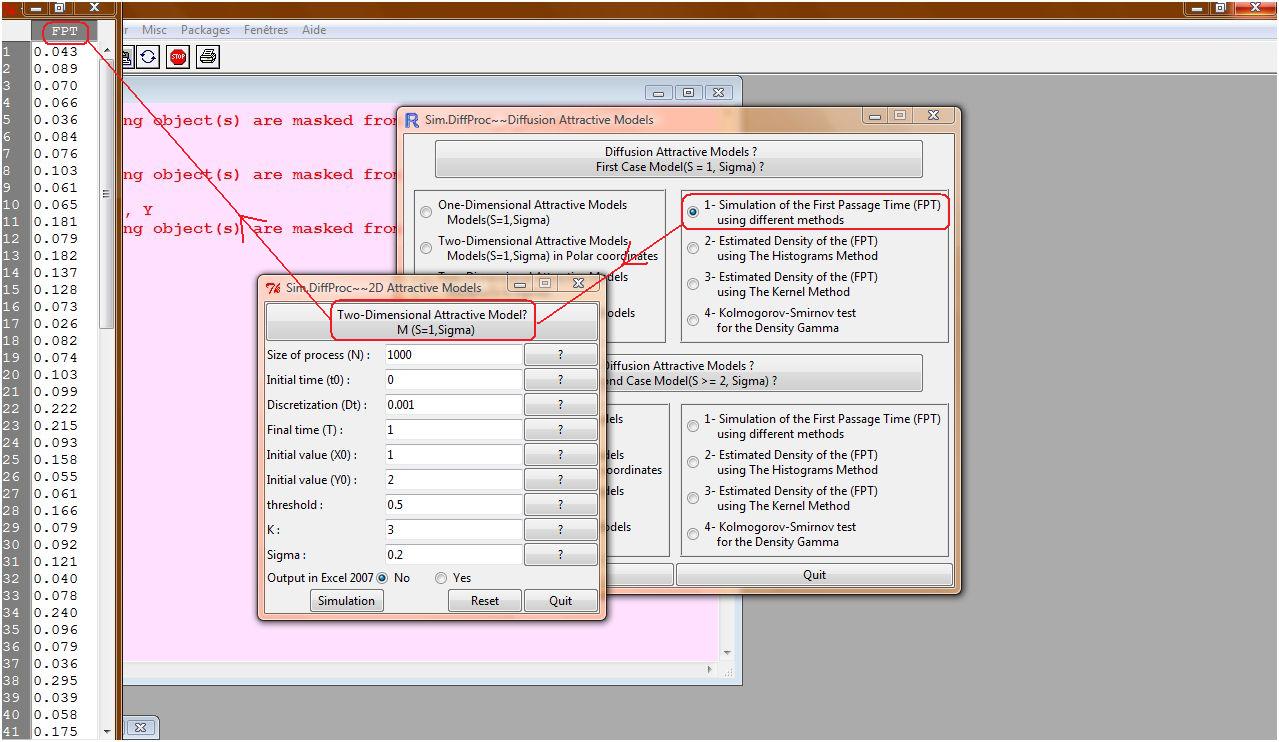 FPT
1 0.043
2 0.089
3 0.070
4 0.066
5 0.036
6 0.084
7 0.076
8 0.103
9 0.061
10 0.065
11 0.181
12 0.079
13 0.182
14 0.137
15 0.128
16 0.073
17 0.026
18 0.082
19 0.074
20 0.103
21 0.099
22 0.222
23 0.215
24 0.093
25 0.158
26 0.055
27 0.061
28 0.166
29 0.079
30 0.092
31 0.121
32 0.040
33 0.078
34 0.240
35 0.096
36 0.079
37 0.036
38 0.295
39 0.039
40 0.058
41 0.175
r Misc Packages Fenêtres Aide
STOP
ng object(s) are masked from
ng object(s) are masked from
, Y
ng object(s) are masked from
Sim.DiffProc~~Diffusion Attractive Models
Diffusion Attractive Models ?
First Case Model(S = 1, Sigma) ?
One-Dimensional Attractive Models
Models(S=1,Sigma)
Two-Dimensional Attractive Models
Models(S=1,Sigma) in Polar coordinates
dels
odels
1- Simulation of the First Passage Time (FPT)
using different methods
2- Estimated Density of the (FPT)
using The Histograms Method
3- Estimated Density of the (FPT)
using The Kernel Method
4- Kolmogorov-Smirnov test
for the Density Gamma
Diffusion Attractive Models ?
ond Case Model(S >= 2, Sigma) ?
dels
dels
oordinates
dels
odels
1- Simulation of the First Passage Time (FPT)
using different methods
2- Estimated Density of the (FPT)
using The Histograms Method
3- Estimated Density of the (FPT)
using The Kernel Method
4- Kolmogorov-Smirnov test
for the Density Gamma
Quit
Sim.DiffProc~~2D Attractive Models
Two-Dimensional Attractive Model?
M (S=1,Sigma)
Size of process (N) : 1000 ?
Initial time (t0) : 0 ?
Discretization (Dt) : 0.001 ?
Final time (T) : 1 ?
Initial value (X0) : 1 ?
Initial value (Y0) : 2 ?
threshold : 0.5 ?
K : 3 ?
Sigma : 0.2 ?
Output in Excel 2007 No Yes
Simulation Reset Quit